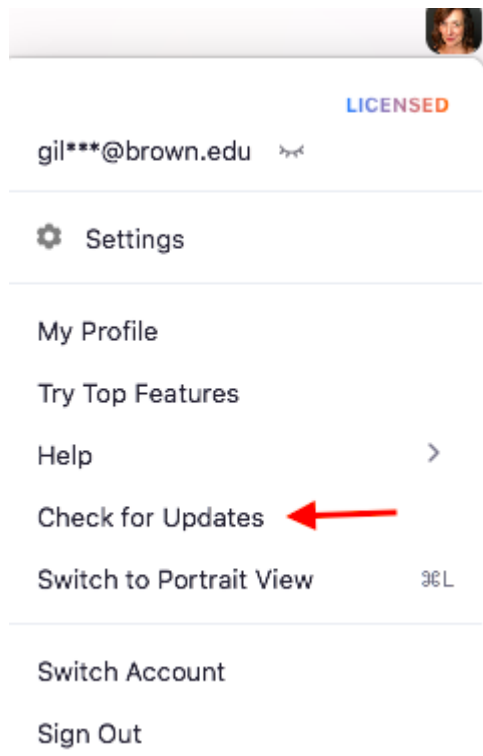 LICENSED
gil***@brown.edu
Settings
My Profile
Try Top Features
Help
Check for Updates
Switch to Portrait View ⌘L
Switch Account
Sign Out